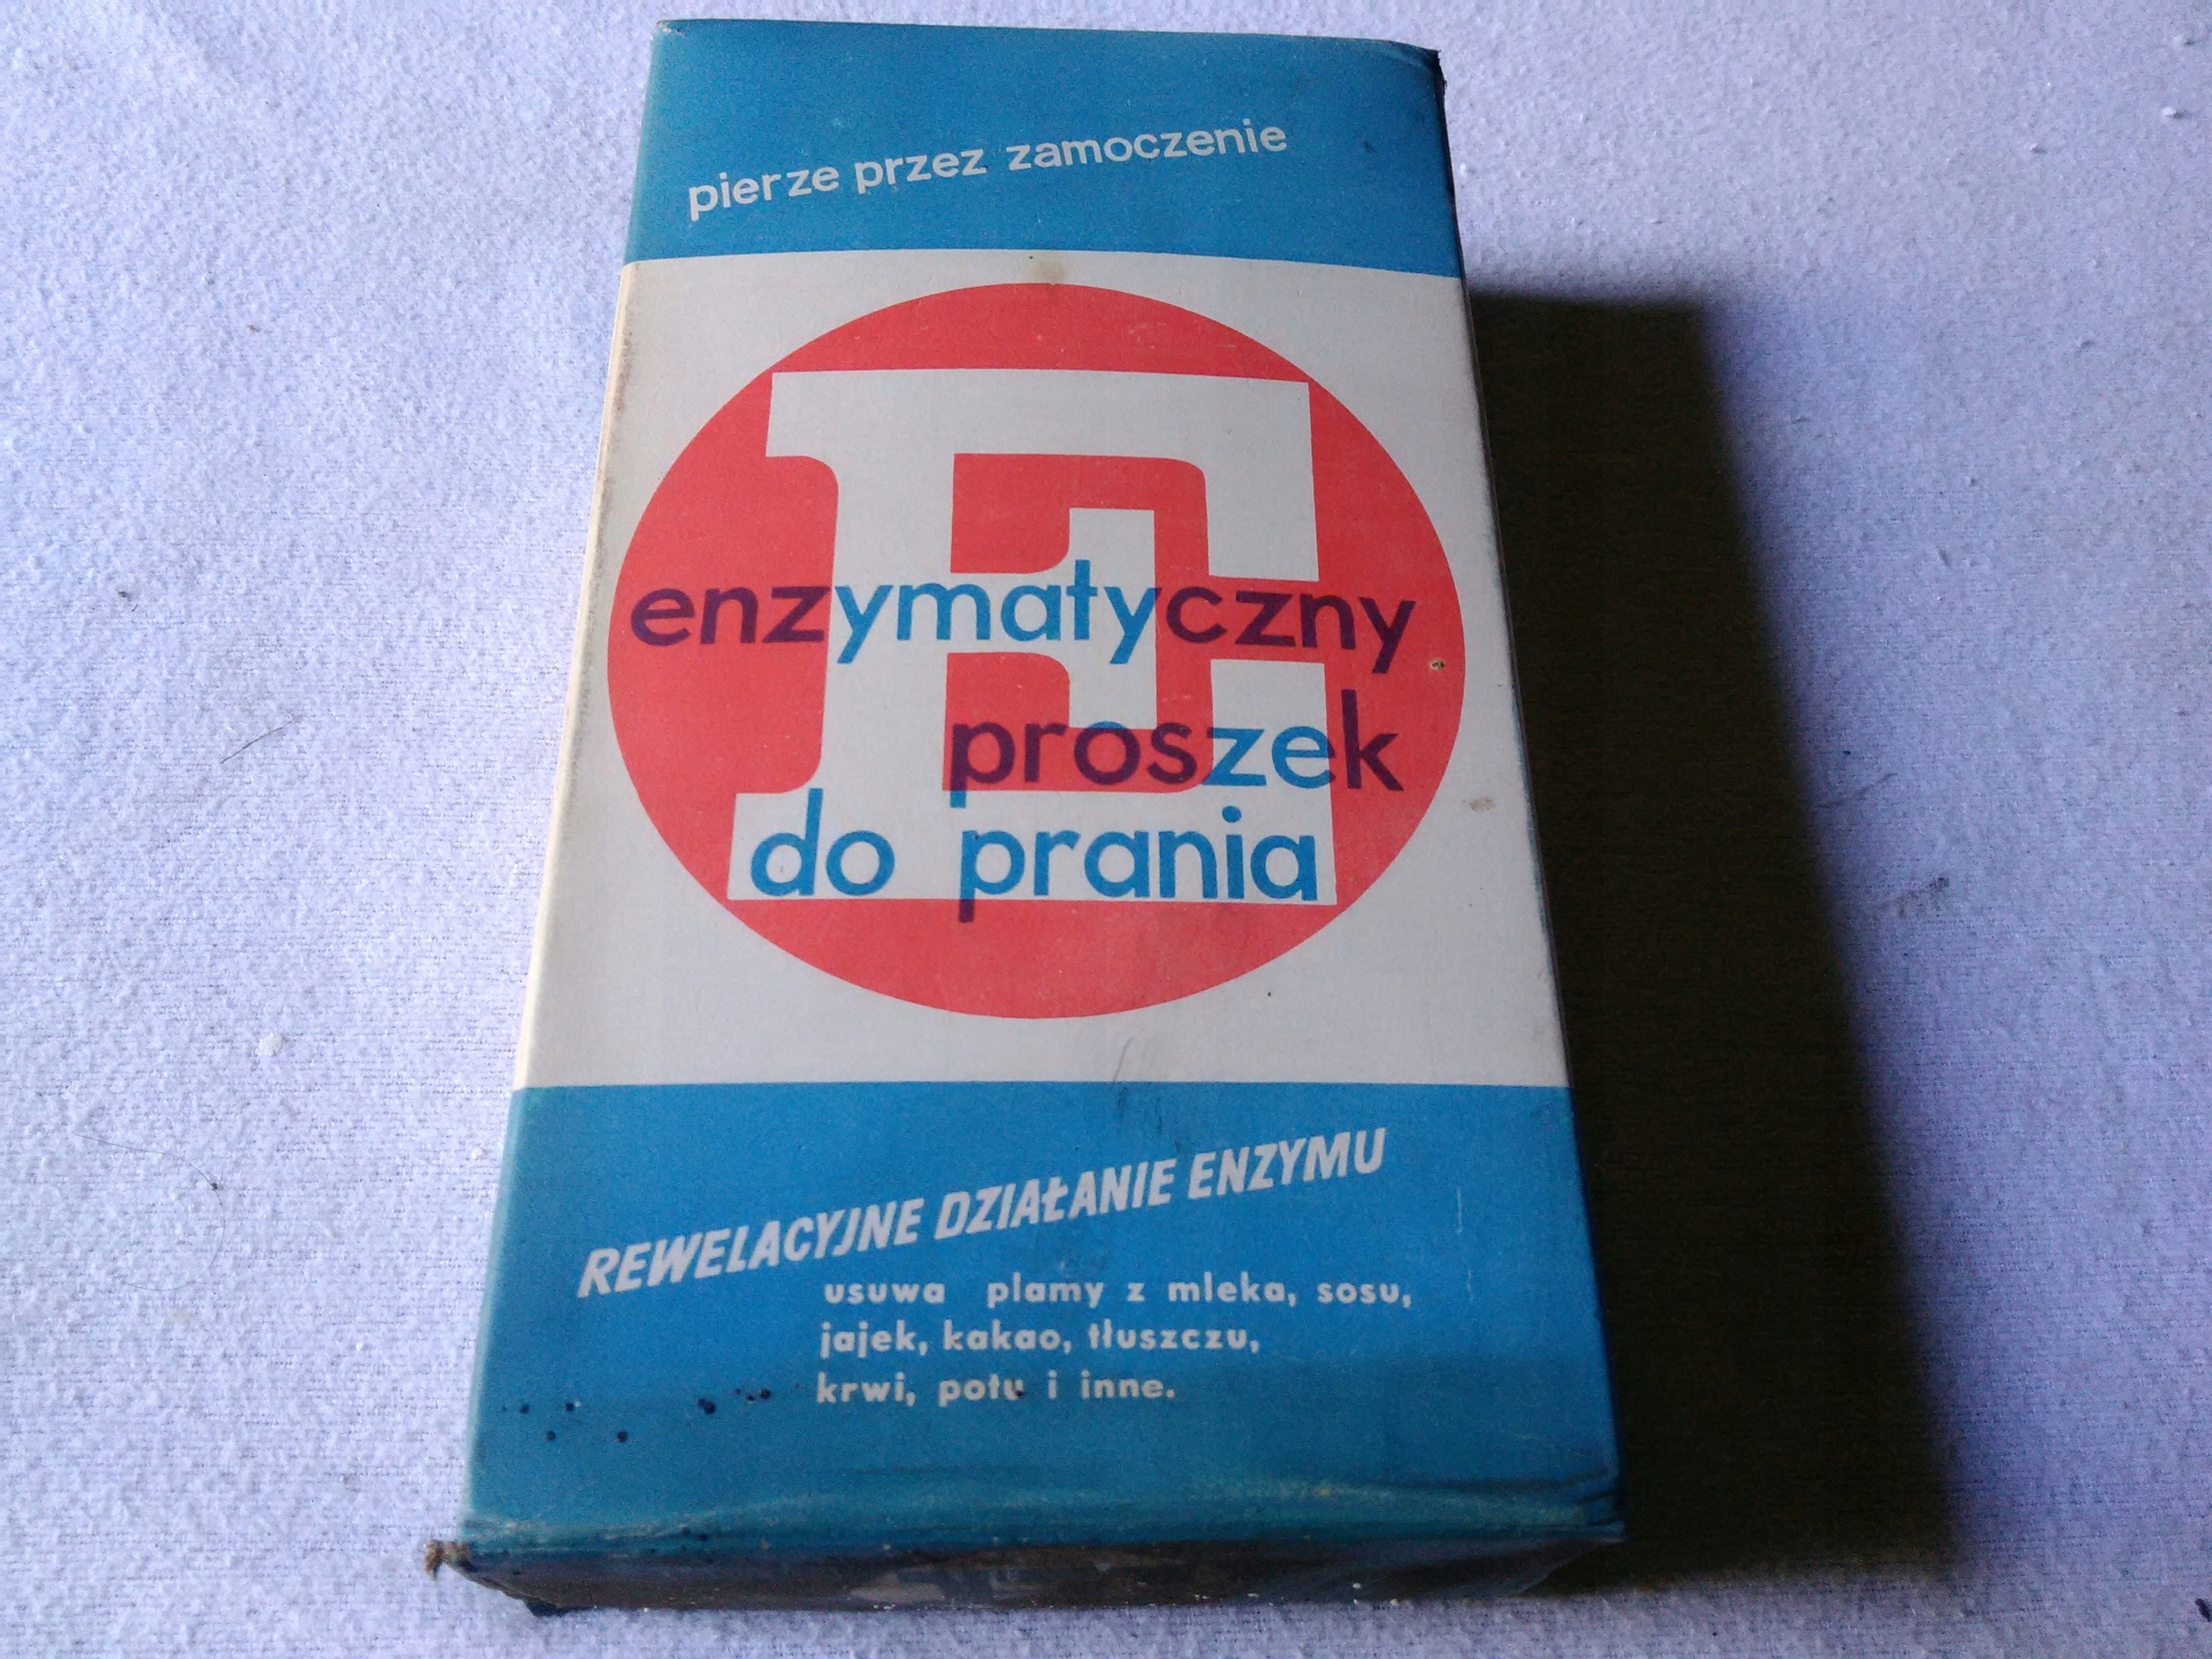 pierze przez zamoczenie
E
enzymatyczny
proszek
do prania
REWELACYJNE DZIAŁANIE ENZYMU
usuwa plamy z mleka, sosu,
jajek, kakao, tłuszczu,
krwi, potu i inne.